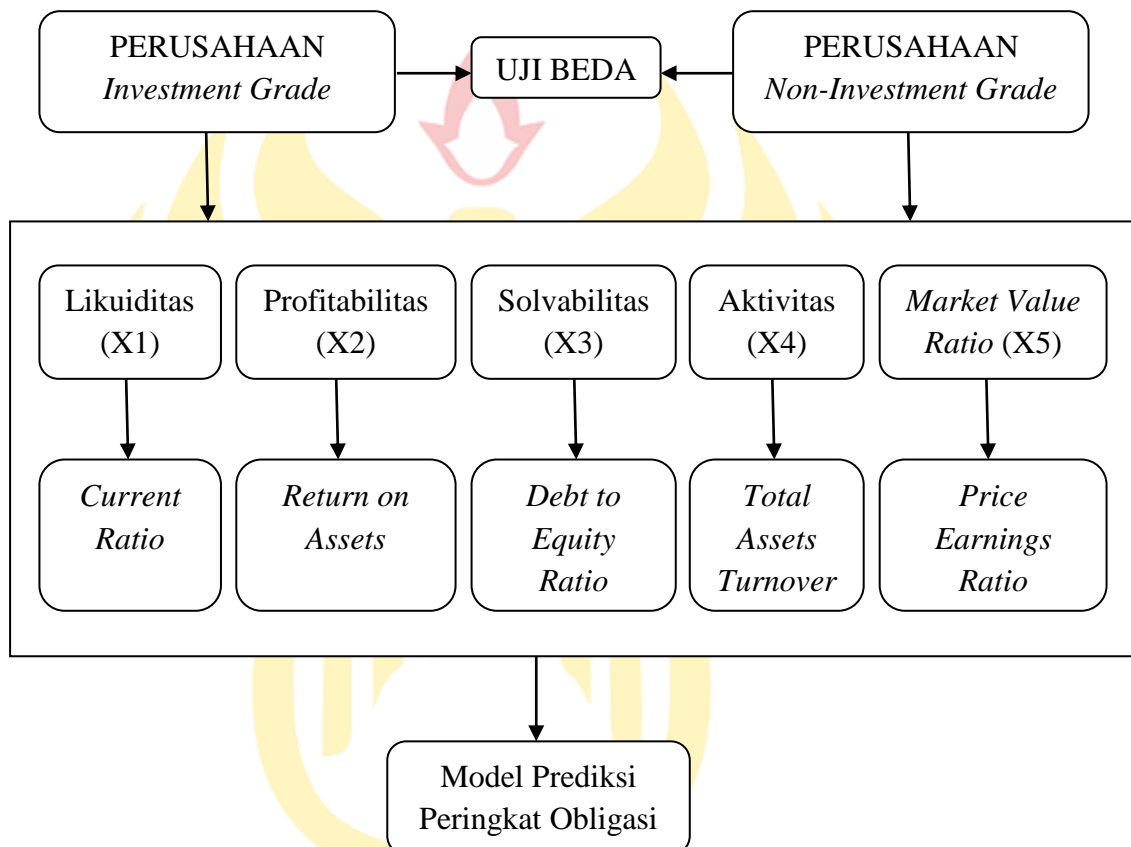 PERUSAHAAN
Investment Grade
UJI BEDA
PERUSAHAAN
Non-Investment Grade
Likuiditas
(X1)
Profitabilitas
(X2)
Solvabilitas
(X3)
Aktivitas
(X4)
Market Value
Ratio (X5)
Current
Ratio
Return on
Assets
Debt to
Equity
Ratio
Total
Assets
Turnover
Price
Earnings
Ratio
Model Prediksi
Peringkat Obligasi